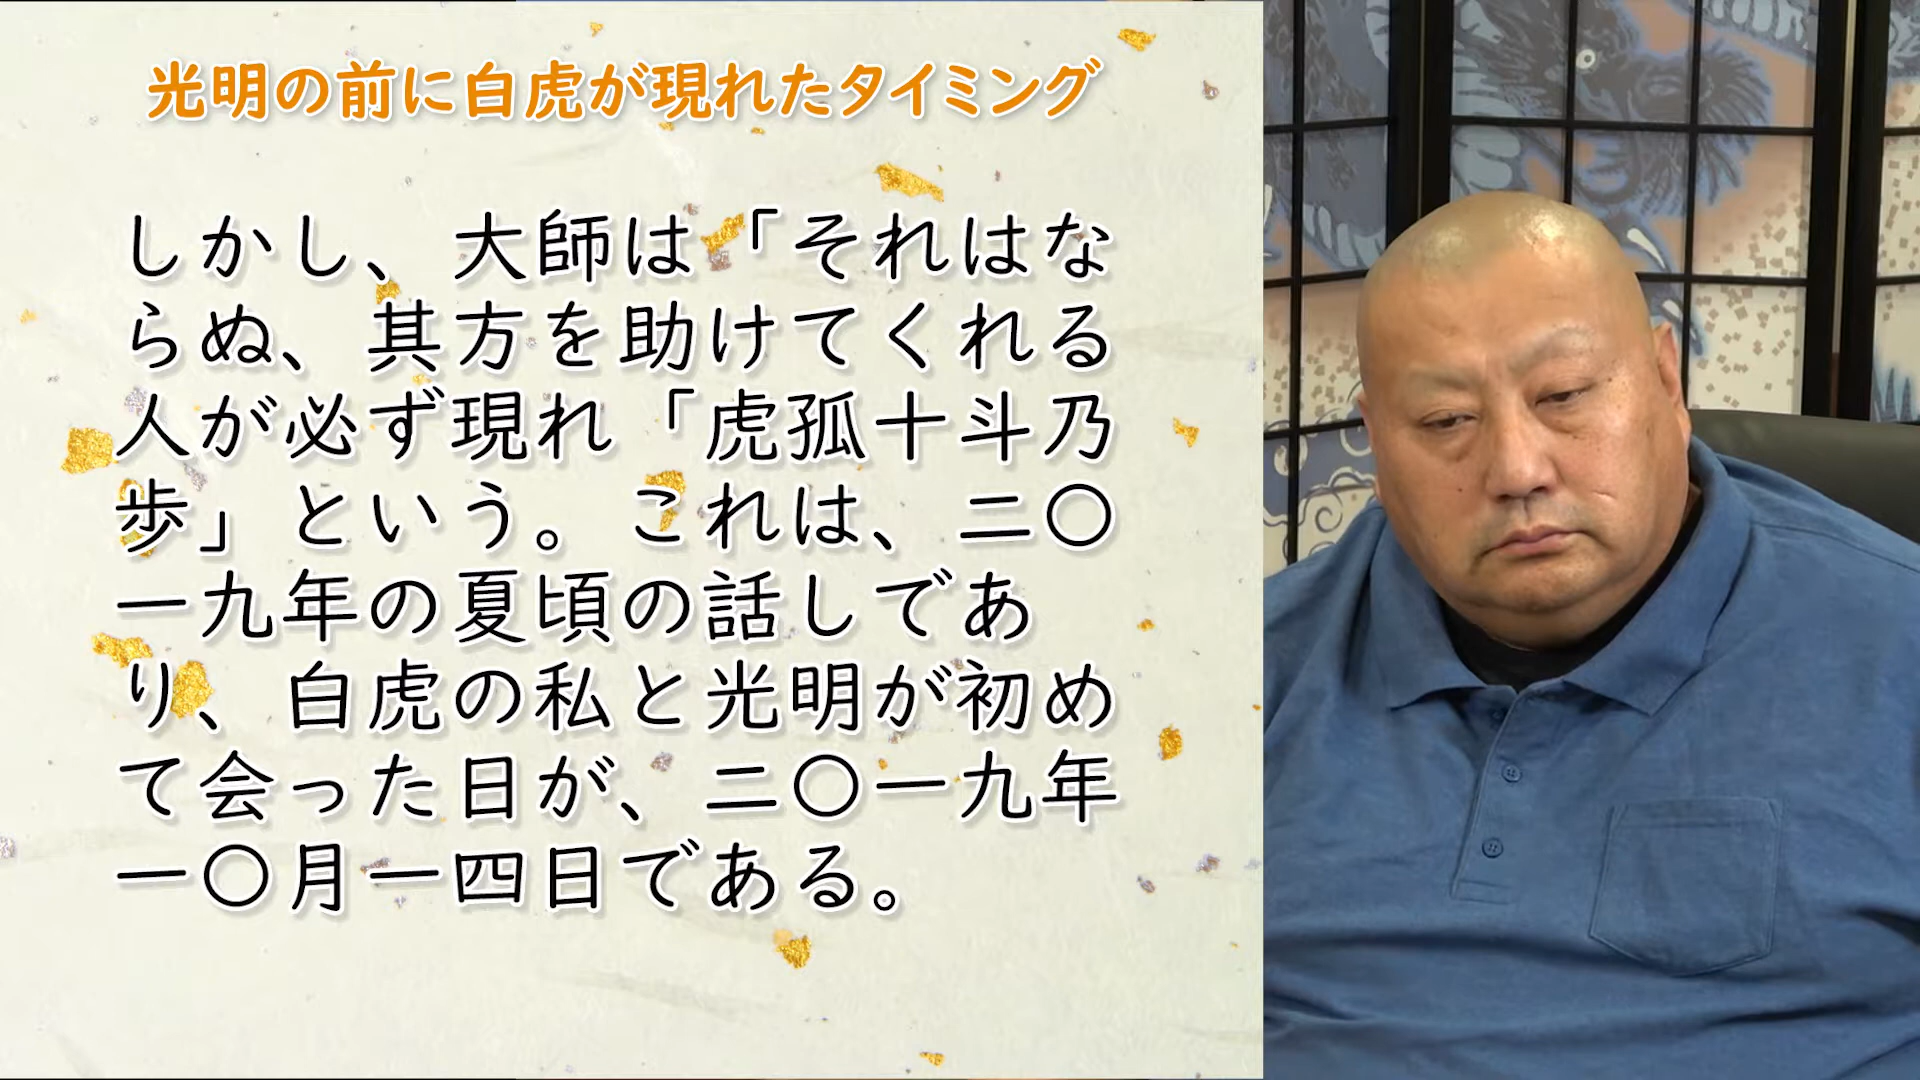 光明の前に白虎が現れたタイミング
しかし、大師は「それはな
らぬ、其方を助けてくれる
人が必ず現れ「虎孤十斗乃
歩」という。これは、二〇
一九年の夏頃の話しであ
り、白虎の私と光明が初め
て会った日が、二〇一九年
一〇月一四日である。